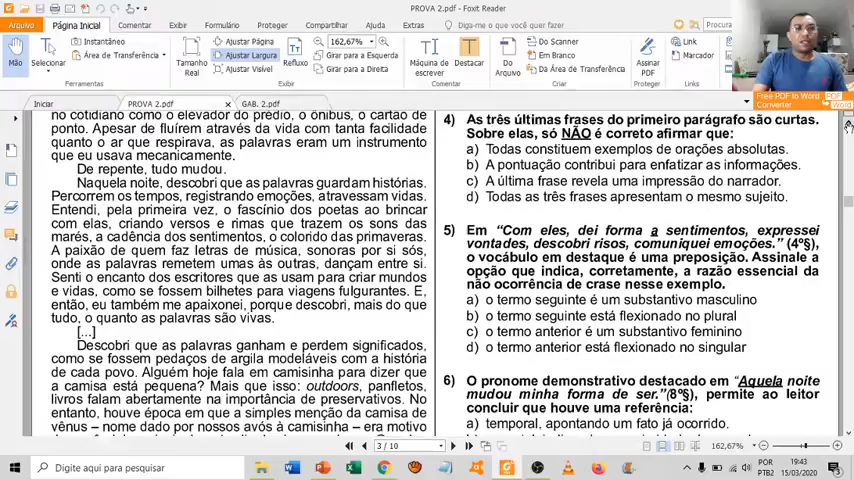 PROVA 2.pdf - Foxt Reader
Arquivo
Página Inicial
Comentar
Exibir
Formulário
Proteger
Compartilhar
Ajuda
Extras
Diga-me o que você quer fazer
Procura
Mão
Selecionar
Instantâneo
Área de Transferência
Ferramentas
Tamanho Real
Ajustar Página
Ajustar Largura
Ajustar Visível
Refluxo
162,67%
Girar para a Esquerda
Girar para a Direita
Exibir
Máquina de escrever
Destacar
Comentar
Do Arquivo
Do Scanner
Em Branco
Da Área de Transferência
Criar
Assinar PDF
Proteger
Link
Marcador
Links
Iniciar
PROVA 2.pdf
GAB. 2.pdf
Free PDF to Word Converter
PDF
Word
no cotidiano como o elevador do prédio, o ônibus, o cartão de
ponto. Apesar de fluírem através da vida com tanta facilidade
quanto o ar que respirava, as palavras eram um instrumento
que eu usava mecanicamente.
De repente, tudo mudou.
Naquela noite, descobri que as palavras guardam histórias.
Percorrem os tempos, registrando emoções, atravessam vidas.
Entendi, pela primeira vez, o fascínio dos poetas ao brincar
com elas, criando versos e rimas que trazem os sons das
marés, a cadência dos sentimentos, o colorido das primaveras.
A paixão de quem faz letras de música, sonoras por si sós,
onde as palavras remetem umas às outras, dançam entre si.
Senti o encanto dos escritores que as usam para criar mundos
e vidas, como se fossem bilhetes para viagens fulgurantes. E,
então, eu também me apaixonei, porque descobri, mais do que
tudo, o quanto as palavras são vivas.
[...]
Descobri que as palavras ganham e perdem significados,
como se fossem pedaços de argila modeláveis com a história
de cada povo. Alguém hoje fala em camisinha para dizer que
a camisa está pequena? Mais que isso: outdoors, panfletos,
livros falam abertamente na importância de preservativos. No
entanto, houve época em que a simples menção da camisa de
vênus – nome dado por nossos avós à camisinha – era motivo
4) As três últimas frases do primeiro parágrafo são curtas.
Sobre elas, só NÃO é correto afirmar que:
a) Todas constituem exemplos de orações absolutas.
b) A pontuação contribui para enfatizar as informações.
c) A última frase revela uma impressão do narrador.
d) Todas as três frases apresentam o mesmo sujeito.
5) Em “Com eles, dei forma a sentimentos, expressei
vontades, descobri risos, comuniquei emoções.” (4º§),
o vocábulo em destaque é uma preposição. Assinale a
opção que indica, corretamente, a razão essencial da
não ocorrência de crase nesse exemplo.
a) o termo seguinte é um substantivo masculino
b) o termo seguinte está flexionado no plural
c) o termo anterior é um substantivo feminino
d) o termo anterior está flexionado no singular
6) O pronome demonstrativo destacado em “Aquela noite
mudou minha forma de ser.”(8º§), permite ao leitor
concluir que houve uma referência:
a) temporal, apontando um fato já ocorrido.
3 / 10
162,67%
Digite aqui para pesquisar
POR
PTB2
19:43
15/03/2020